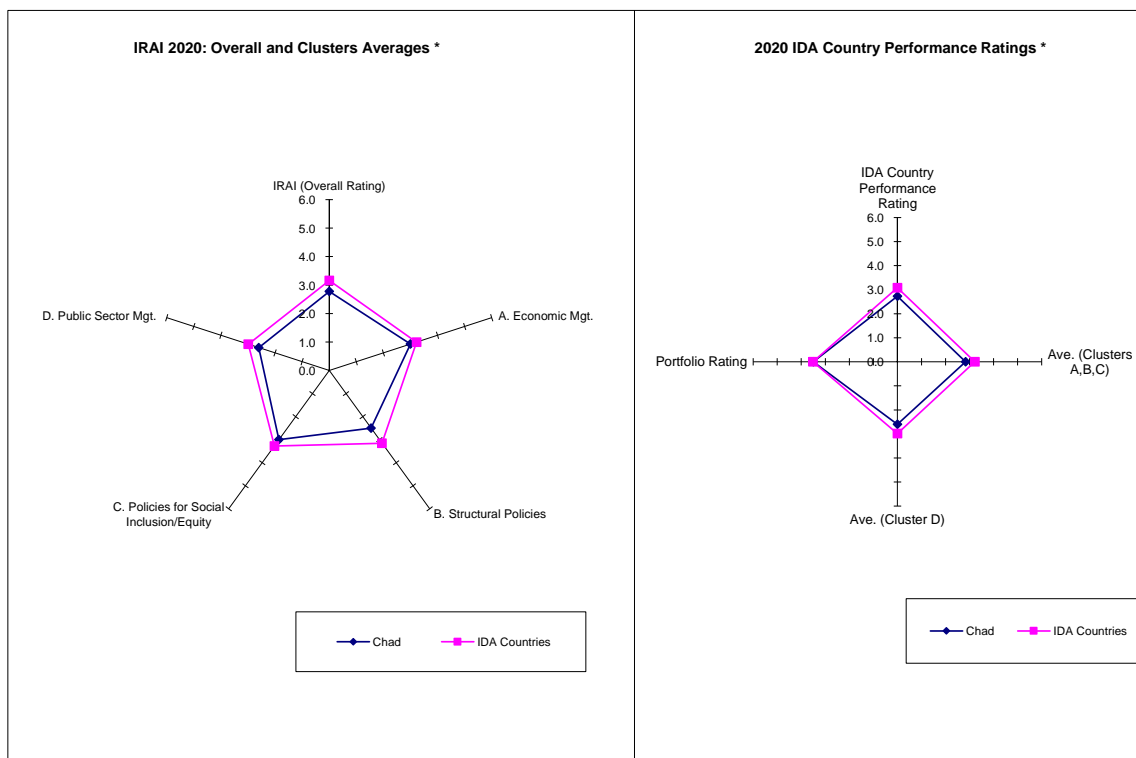 IRAI 2020: Overall and Clusters Averages *
IRAI (Overall Rating)
6.0
5.0
4.0
3.0
2.0
1.0
0.0
A. Economic Mgt.
B. Structural Policies
C. Policies for Social
Inclusion/Equity
D. Public Sector Mgt.
Chad
IDA Countries
2020 IDA Country Performance Ratings *
IDA Country
Performance
Rating
6.0
5.0
4.0
3.0
2.0
1.0
0.0
Ave. (Clusters
A,B,C)
Ave. (Cluster D)
Portfolio Rating
Chad
IDA Countries